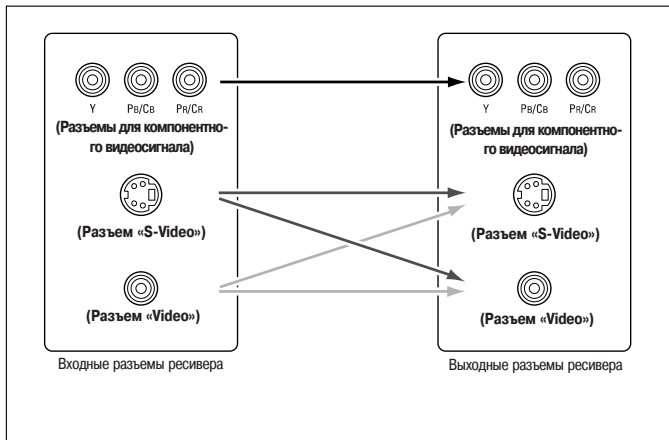 Y PB/CB PR/CR
(Разъемы для компонентно-
го видеосигнала)
(Разъем «S-Video»)
(Разъем «Video»)
Входные разъемы ресивера
Y PB/CB PR/CR
(Разъемы для компонентно-
го видеосигнала)
(Разъем «S-Video»)
(Разъем «Video»)
Выходные разъемы ресивера